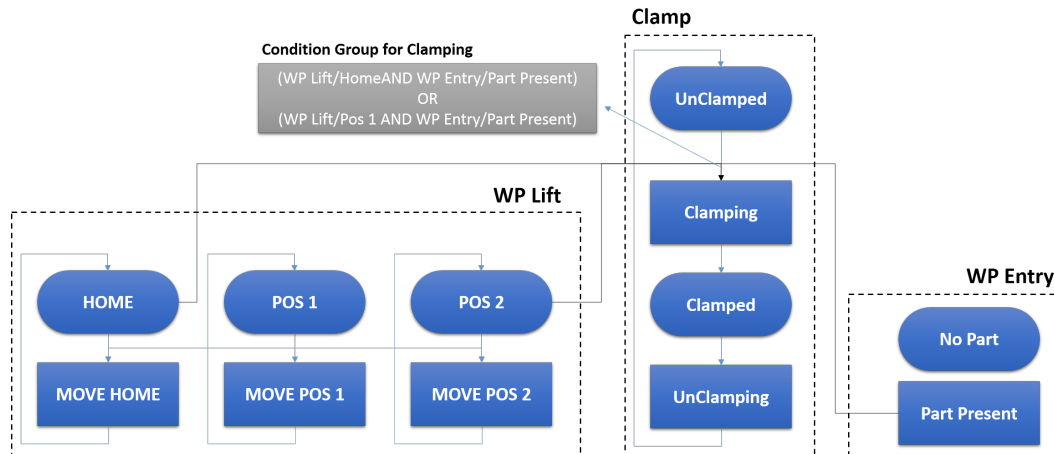 Clamp
Condition Group for Clamping
(WP Lift/HomeAND WP Entry/Part Present)
OR
(WP Lift/Pos 1 AND WP Entry/Part Present)
UnClamped
Clamping
Clamped
UnClamping
WP Lift
HOME
POS 1
POS 2
MOVE HOME
MOVE POS 1
MOVE POS 2
WP Entry
No Part
Part Present